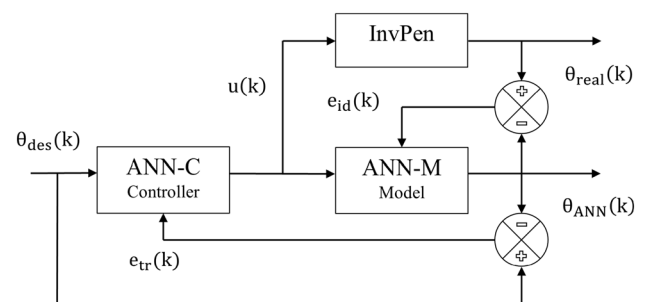 InvPen
θreal(k)
u(k)
eid(k)
+
−
θdes(k)
ANN-C
Controller
ANN-M
Model
θANN(k)
−
+
etr(k)